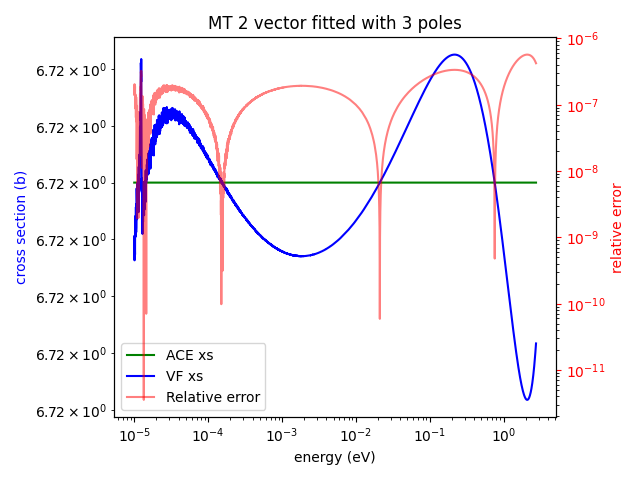 MT 2 vector fitted with 3 poles
cross section (b)
6.72 × 10⁰
6.72 × 10⁰
6.72 × 10⁰
6.72 × 10⁰
6.72 × 10⁰
6.72 × 10⁰
6.72 × 10⁰
10⁻⁶
10⁻⁷
10⁻⁸
10⁻⁹
10⁻¹⁰
10⁻¹¹
relative error
ACE xs
VF xs
Relative error
10⁻⁵ 10⁻⁴ 10⁻³ 10⁻² 10⁻¹ 10⁰
energy (eV)